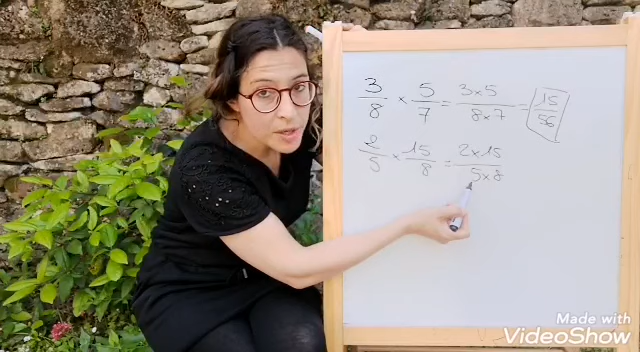 3/8 × 5/7 = 3×5/8×7 = 15/56
2/5 × 15/8 = 2×15/5×8
Made with
VideoShow